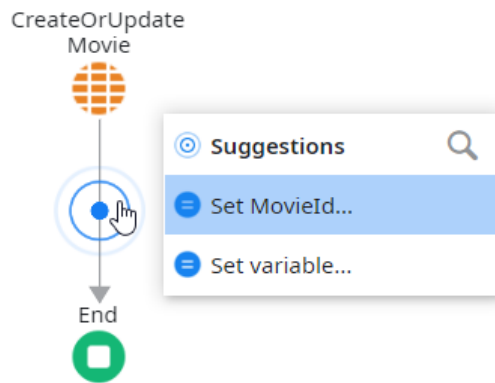 CreateOrUpdate
Movie
Suggestions
Set MovieId...
Set variable...
End